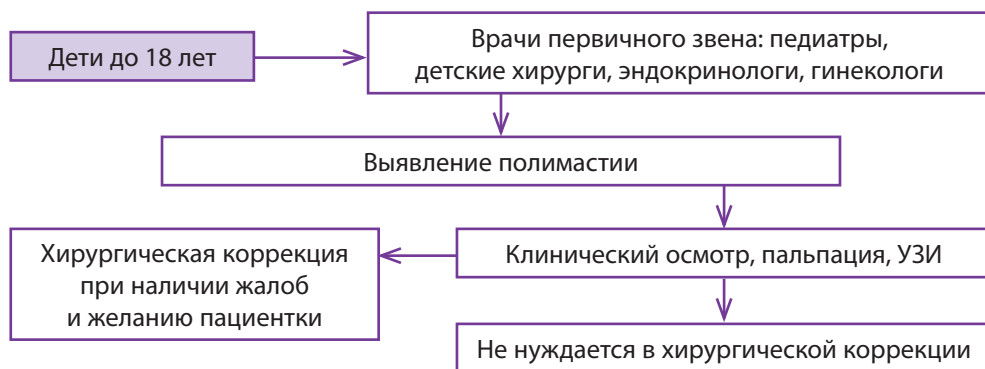 Дети до 18 лет
Врачи первичного звена: педиатры,
детские хирурги, эндокринологи, гинекологи
Выявление полимастии
Хирургическая коррекция
при наличии жалоб
и желанию пациентки
Клинический осмотр, пальпация, УЗИ
Не нуждается в хирургической коррекции